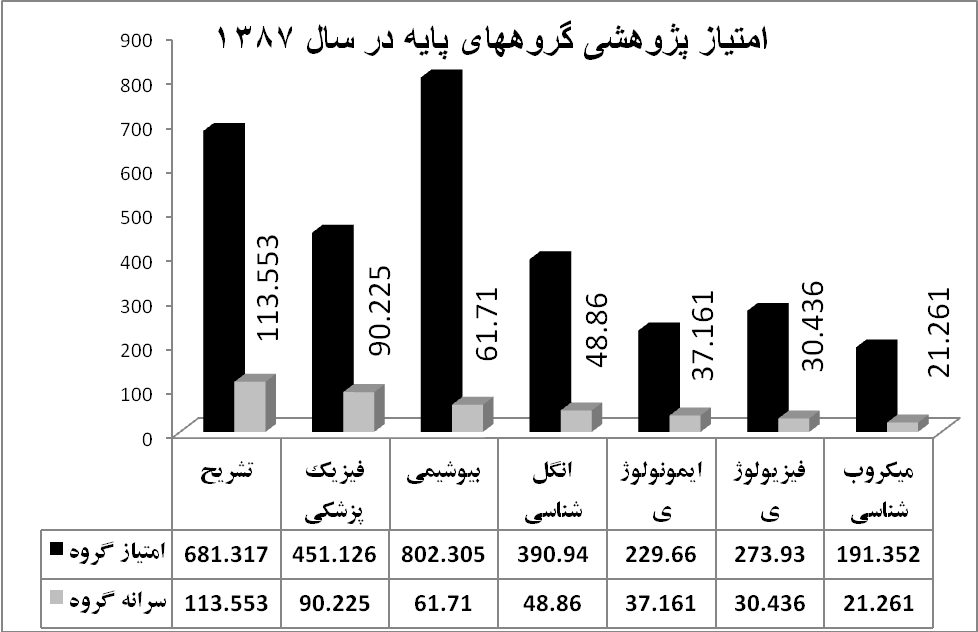 امتیاز پژوهشی گروههای پایه در سال ۱۳۸۷
900
800
700
600
500
400
300
200
100
0
113.553
90.225
61.71
48.86
37.161
30.436
21.261
تشریح
فیزیك پزشكی
بیوشیمی
انگل شناسی
ایمونولوژ ی
فیزیولوژ ی
میكروب شناسی
امتیاز گروه 681.317 451.126 802.305 390.94 229.66 273.93 191.352
سرانه گروه 113.553 90.225 61.71 48.86 37.161 30.436 21.261